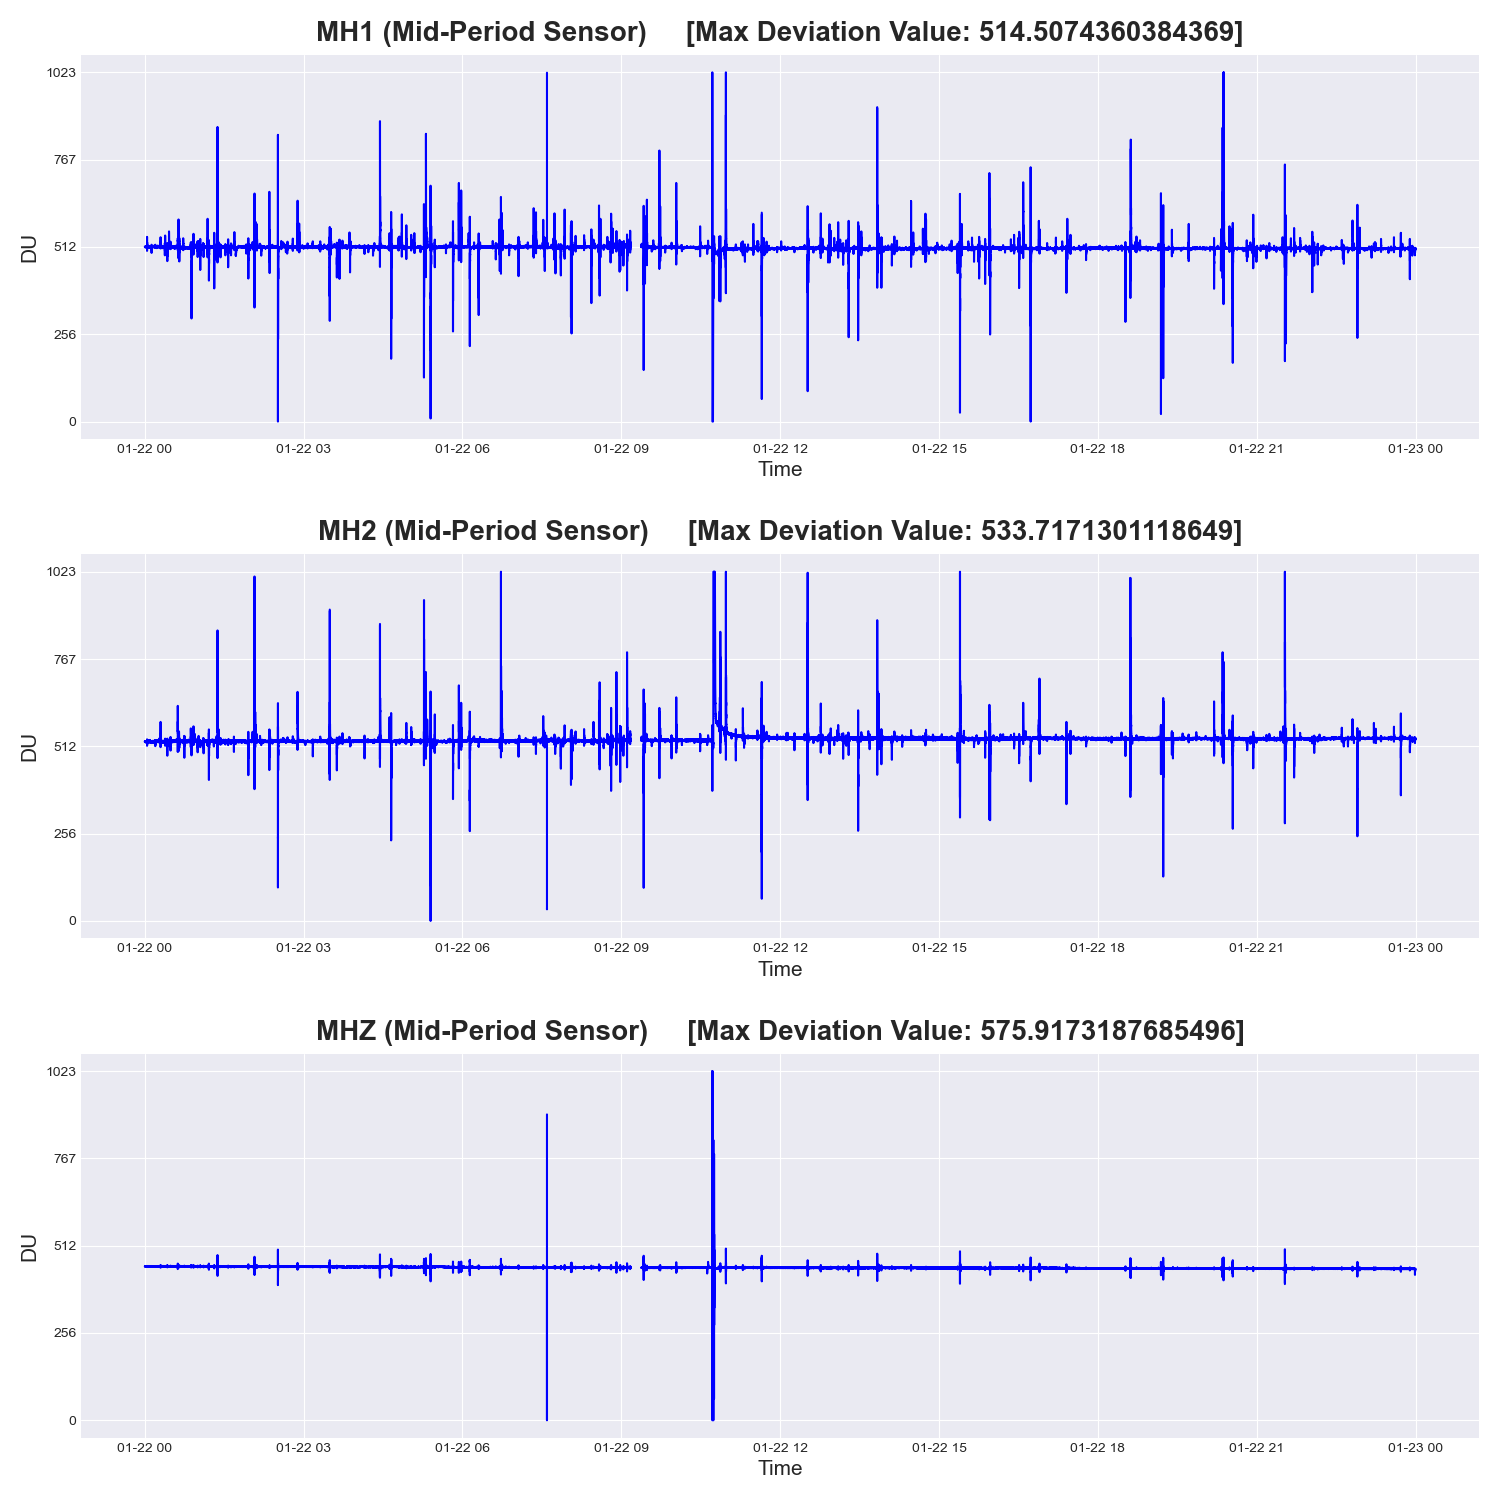 MH1 (Mid-Period Sensor) [Max Deviation Value: 514.5074360384369]
1023
767
512
256
0
DU
01-22 00 01-22 03 01-22 06 01-22 09 01-22 12 01-22 15 01-22 18 01-22 21 01-23 00
Time
MH2 (Mid-Period Sensor) [Max Deviation Value: 533.7171301118649]
1023
767
512
256
0
DU
01-22 00 01-22 03 01-22 06 01-22 09 01-22 12 01-22 15 01-22 18 01-22 21 01-23 00
Time
MHZ (Mid-Period Sensor) [Max Deviation Value: 575.9173187685496]
1023
767
512
256
0
DU
01-22 00 01-22 03 01-22 06 01-22 09 01-22 12 01-22 15 01-22 18 01-22 21 01-23 00
Time